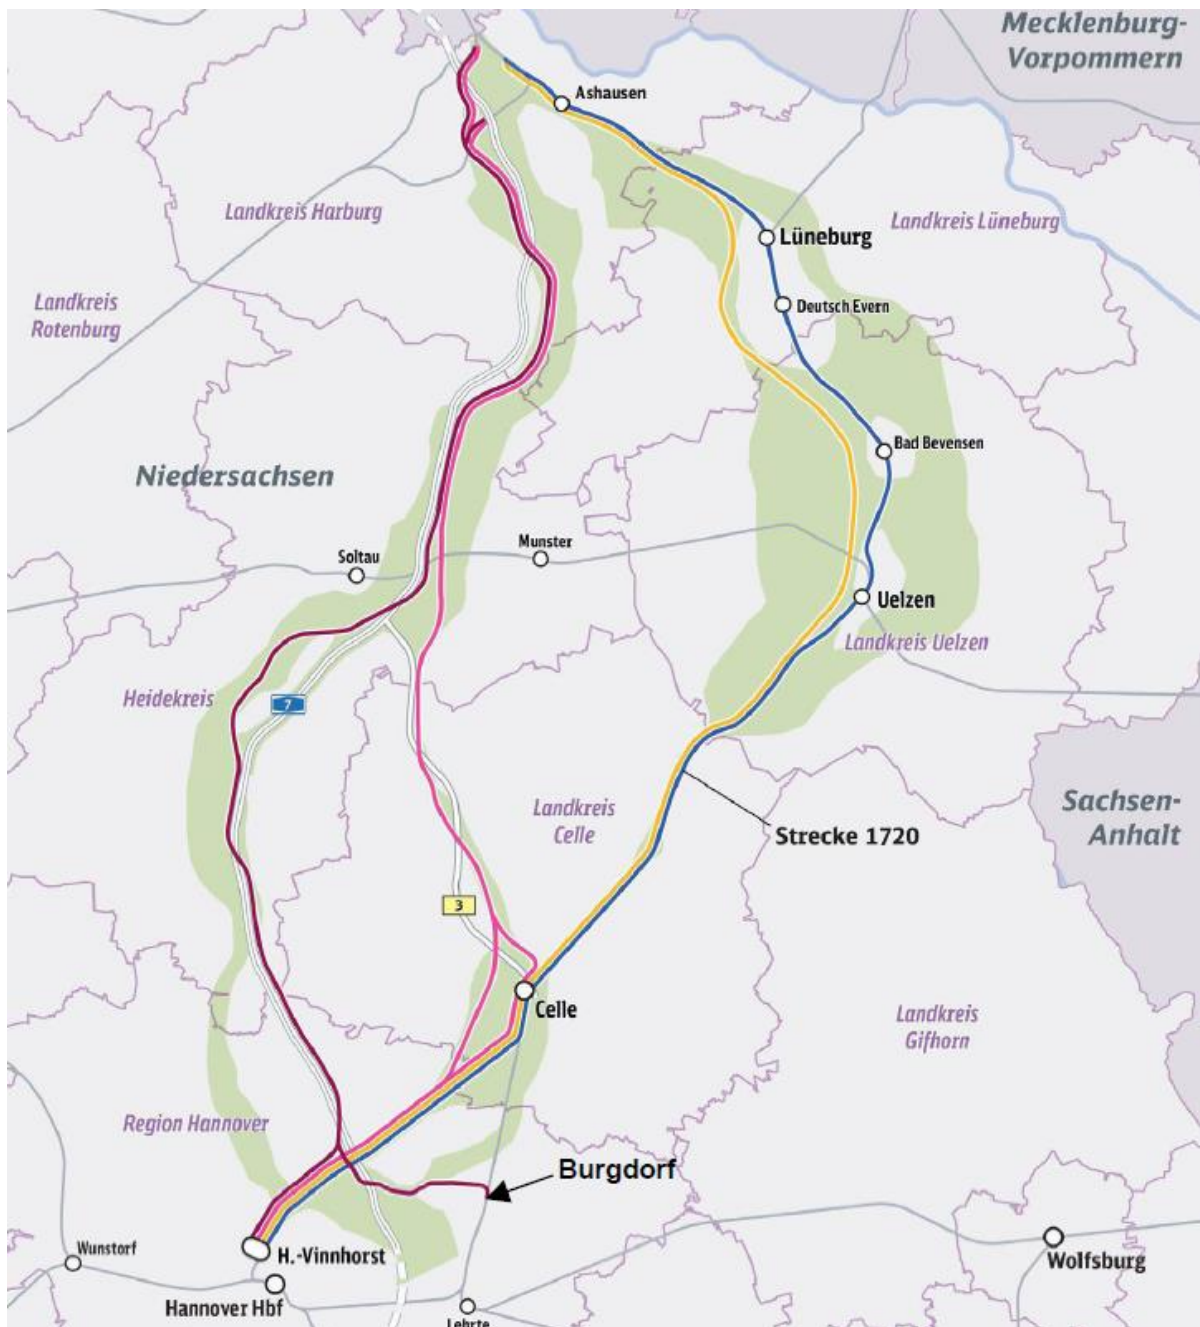 Mecklenburg-
Vorpommern
Ashausen
Landkreis Harburg
Landkreis Lüneburg
Lüneburg
Landkreis
Rotenburg
Deutsch Evern
Bad Bevensen
Niedersachsen
Munster
Soltau
Uelzen
Landkreis Uelzen
Heidekreis
7
Landkreis
Celle
Sachsen-
Anhalt
Strecke 1720
3
Celle
Landkreis
Gifhorn
Region Hannover
Burgdorf
Wunstorf
H.-Vinnhorst
Wolfsburg
Hannover Hbf
Lehrte